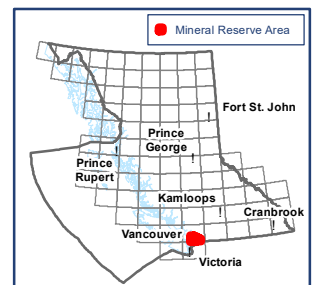 Mineral Reserve Area
Fort St. John
Prince
George
Prince
Rupert
Kamloops
Cranbrook
Vancouver
Victoria